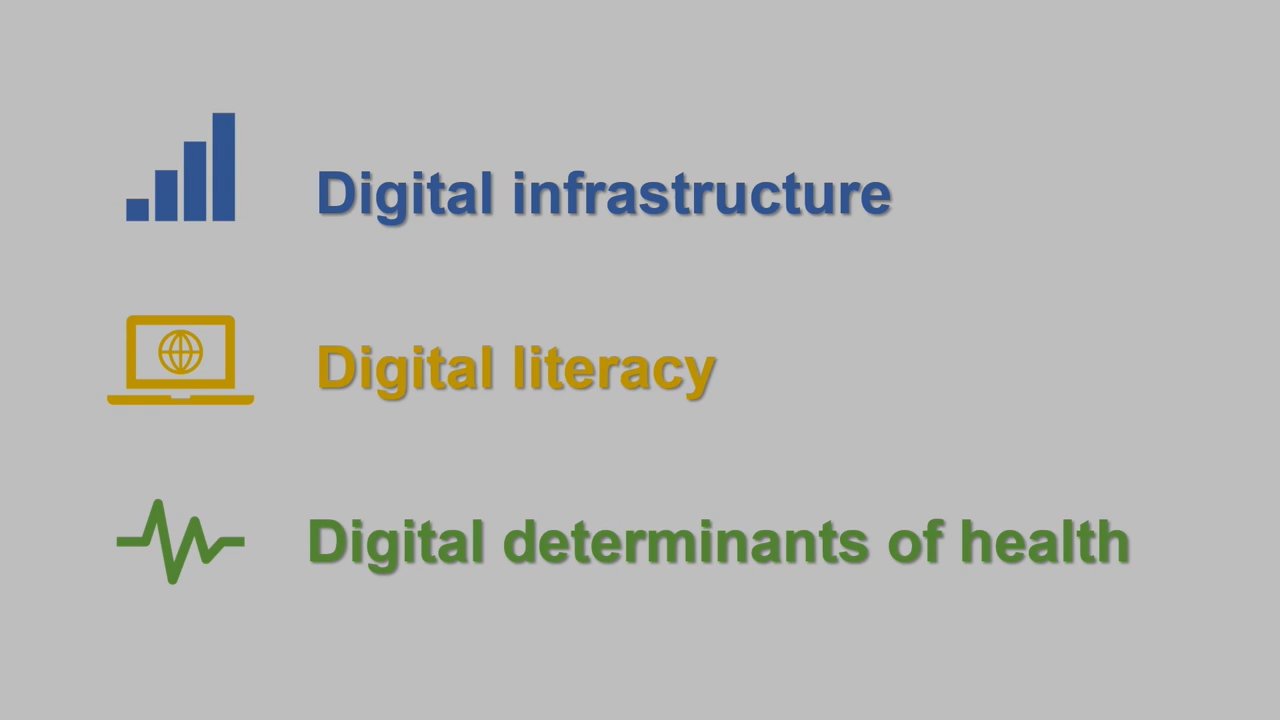 Digital infrastructure
Digital literacy
Digital determinants of health